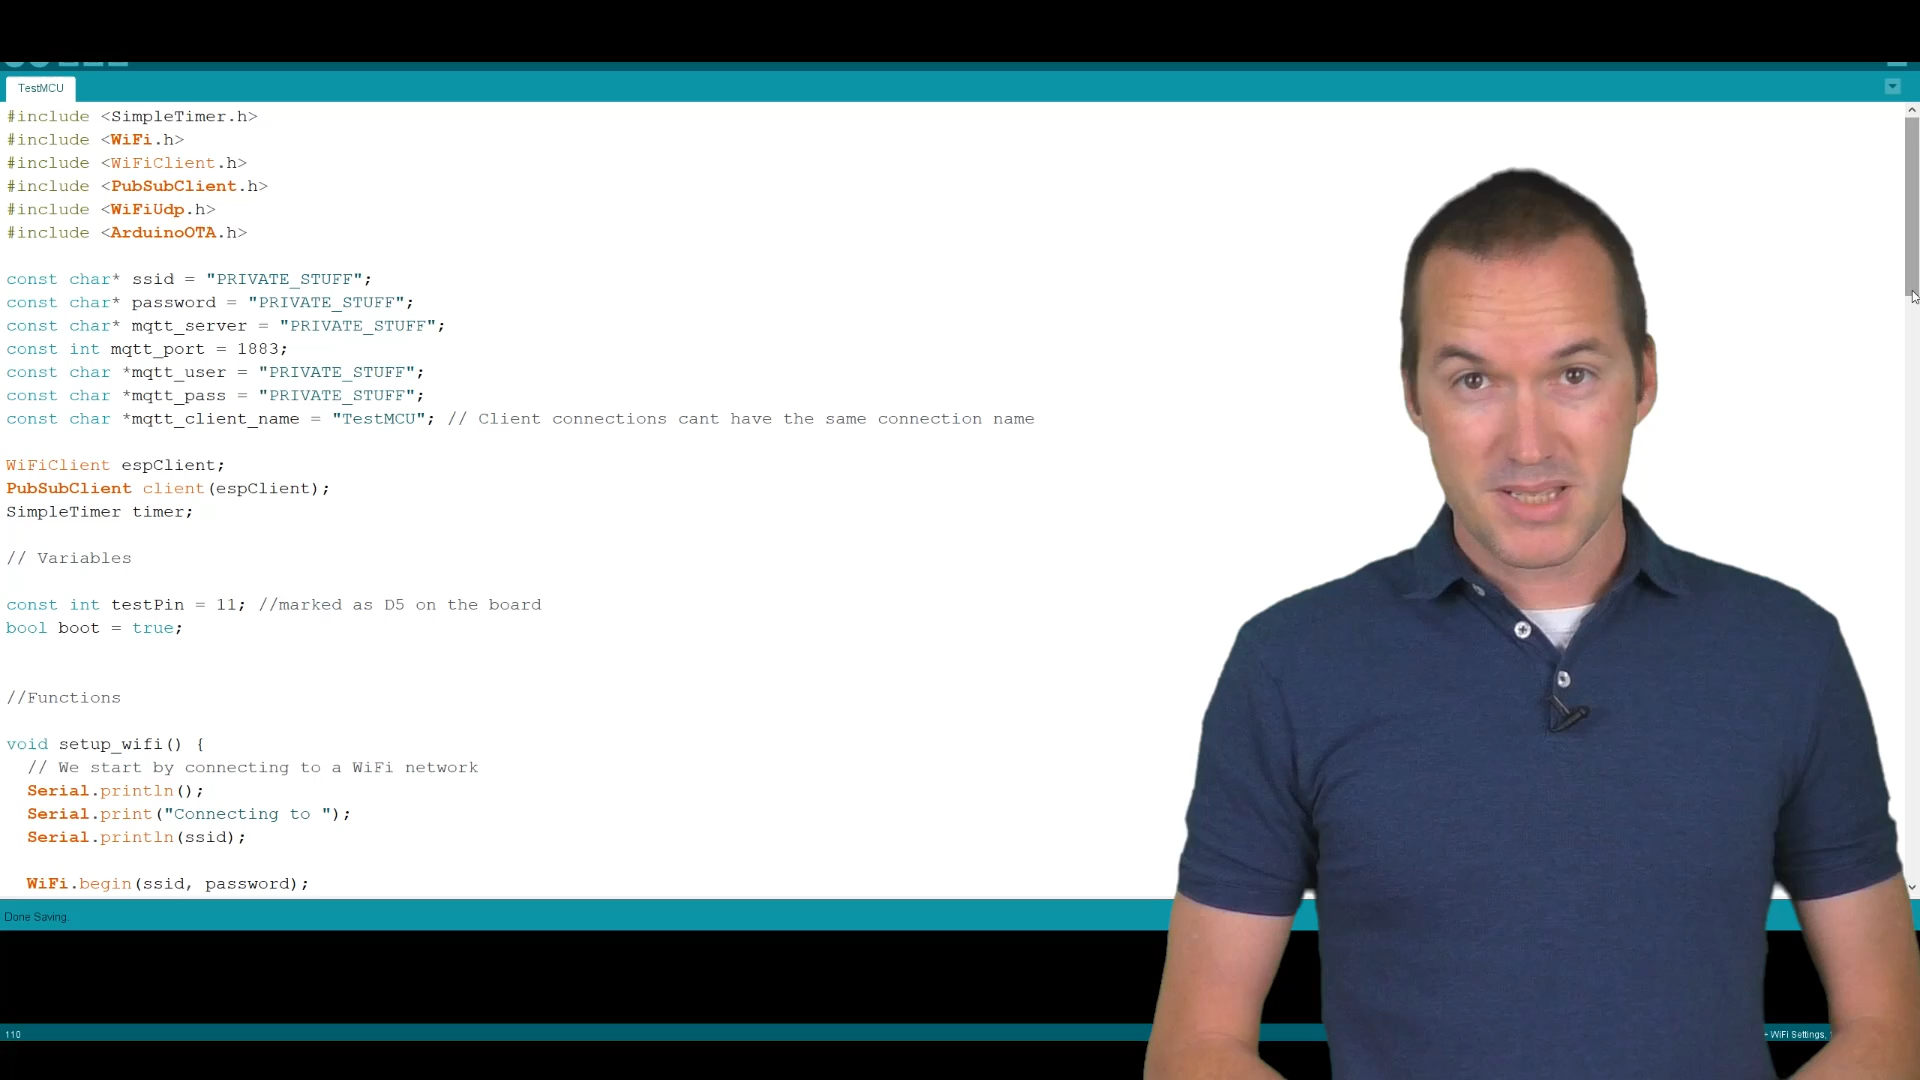 TestMCU
#include <SimpleTimer.h>
#include <WiFi.h>
#include <WiFiClient.h>
#include <PubSubClient.h>
#include <WiFiUdp.h>
#include <ArduinoOTA.h>
const char* ssid = "PRIVATE_STUFF";
const char* password = "PRIVATE_STUFF";
const char* mqtt_server = "PRIVATE_STUFF";
const int mqtt_port = 1883;
const char *mqtt_user = "PRIVATE_STUFF";
const char *mqtt_pass = "PRIVATE_STUFF";
const char *mqtt_client_name = "TestMCU"; // Client connections cant have the same connection name
WiFiClient espClient;
PubSubClient client(espClient);
SimpleTimer timer;
// Variables
const int testPin = 11; //marked as D5 on the board
bool boot = true;
//Functions
void setup_wifi() {
// We start by connecting to a WiFi network
Serial.println();
Serial.print("Connecting to ");
Serial.println(ssid);
WiFi.begin(ssid, password);
Done Saving.
110
+ WiFi Settings,